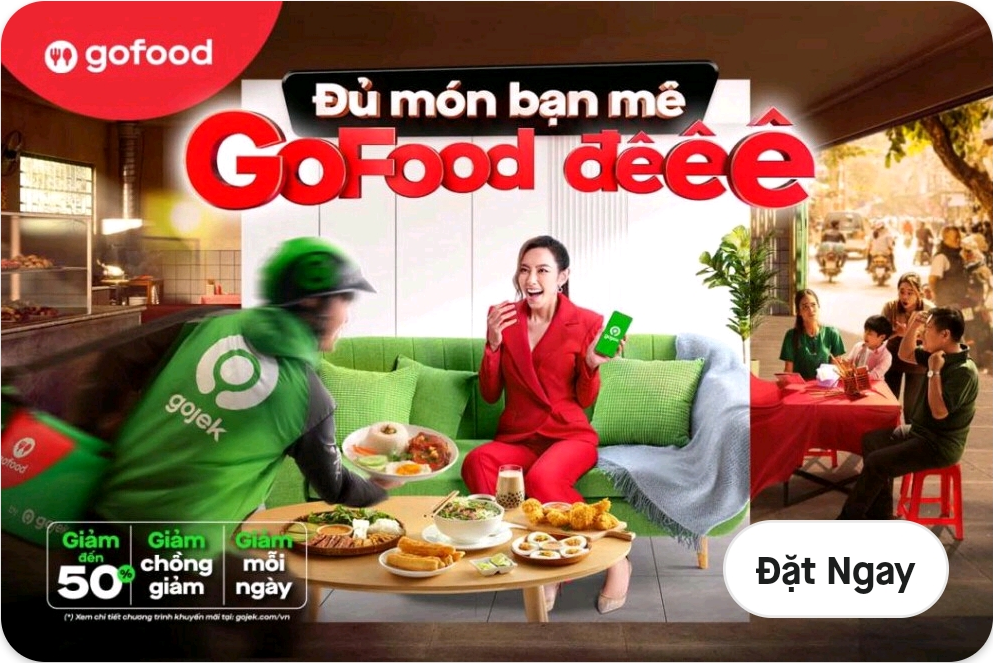 gofood
Đủ món bạn mê
GoFood đêêê
gojek
gojek
gofood
Giảm
đến
50%
Giảm
chồng
giảm
Giảm
mỗi
ngày
(*) Xem chi tiết chương trình khuyến mãi tại: gojek.com/vn
Đặt Ngay